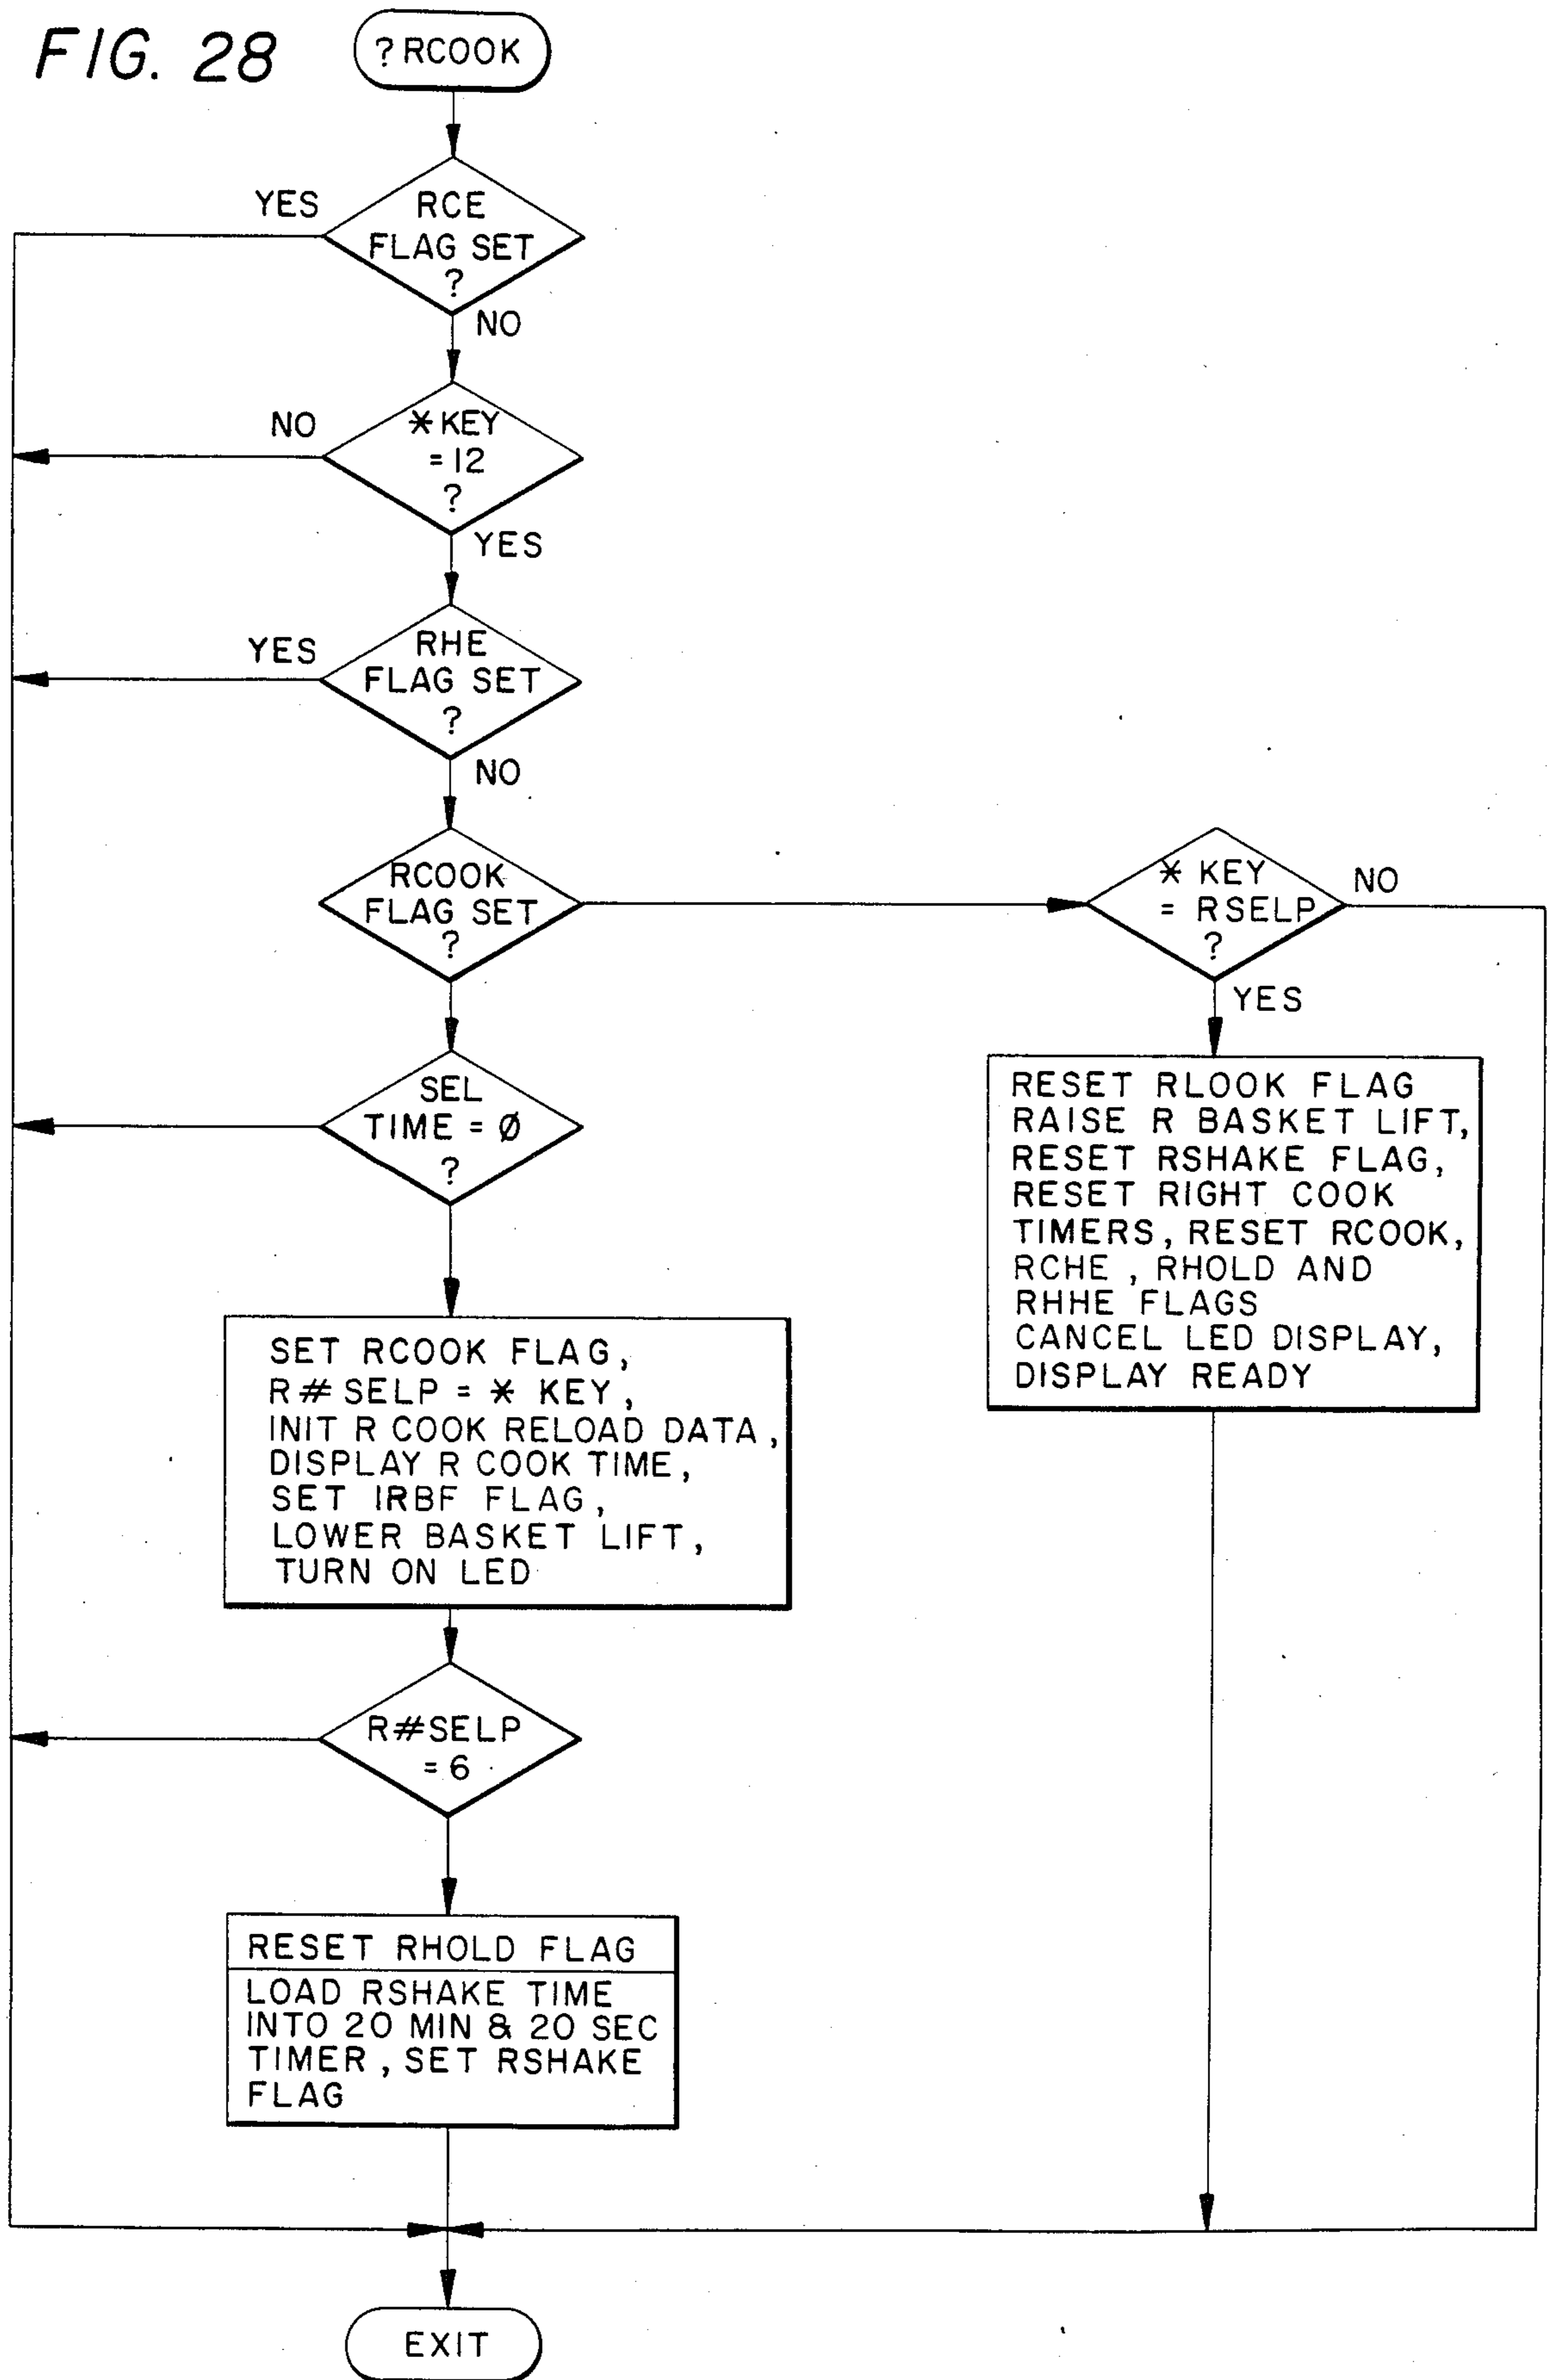 FIG. 28
? RCOOK
YES
RCE
FLAG SET
?
NO
NO
* KEY
= 12
?
YES
YES
RHE
FLAG SET
?
NO
RCOOK
FLAG SET
?
* KEY
= RSELP
?
NO
YES
SEL
TIME = Ø
?
RESET RLOOK FLAG
RAISE R BASKET LIFT,
RESET RSHAKE FLAG,
RESET RIGHT COOK
TIMERS, RESET RCOOK,
RCHE, RHOLD AND
RHHE FLAGS
CANCEL LED DISPLAY,
DISPLAY READY
SET RCOOK FLAG,
R# SELP = * KEY,
INIT R COOK RELOAD DATA,
DISPLAY R COOK TIME,
SET IRBF FLAG,
LOWER BASKET LIFT,
TURN ON LED
R#SELP
= 6
RESET RHOLD FLAG
LOAD RSHAKE TIME
INTO 20 MIN & 20 SEC
TIMER, SET RSHAKE
FLAG
EXIT